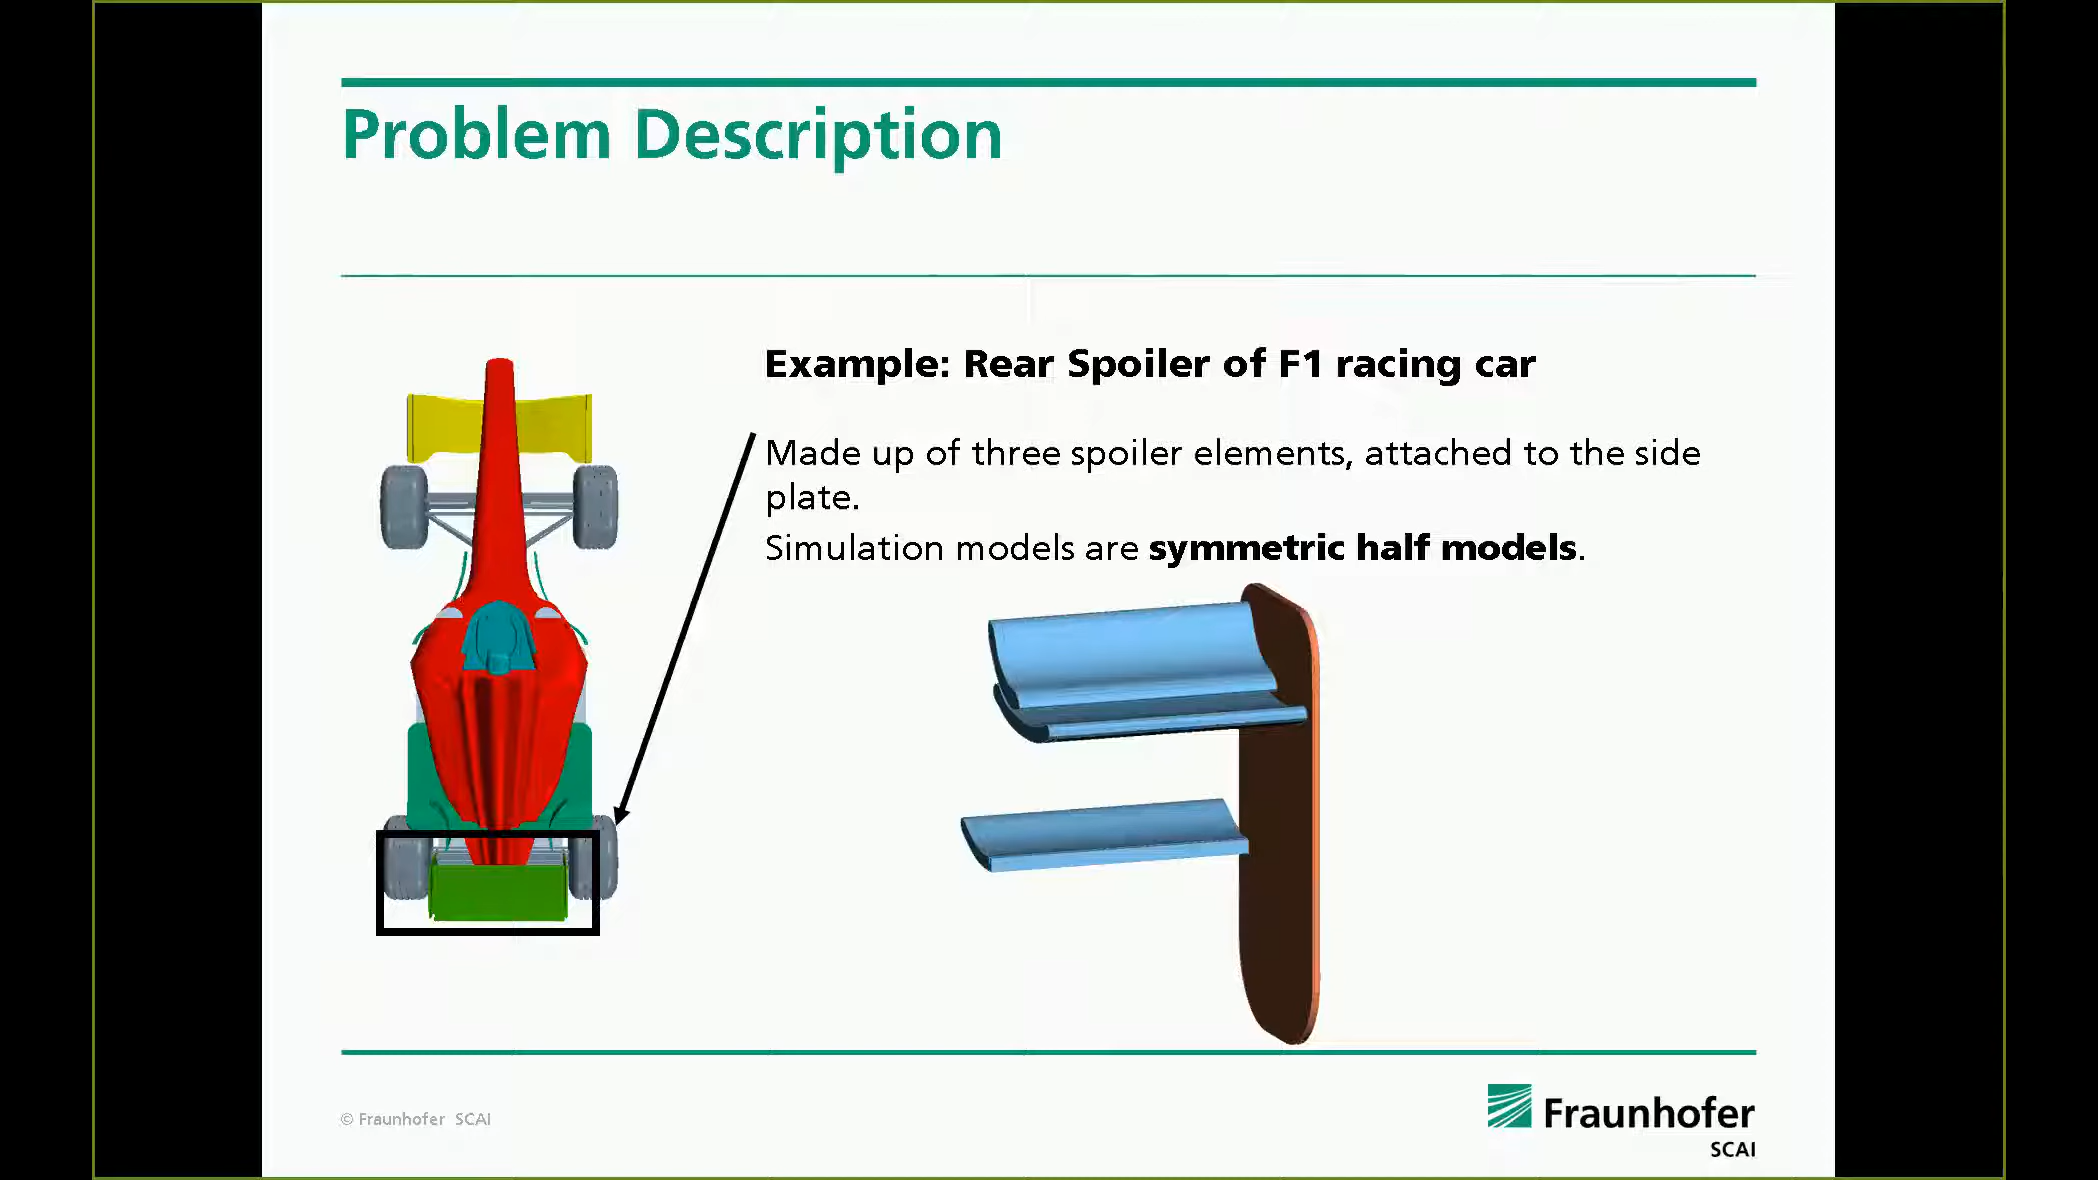 Problem Description
Example: Rear Spoiler of F1 racing car
Made up of three spoiler elements, attached to the side
plate.
Simulation models are symmetric half models.
© Fraunhofer SCAI
Fraunhofer
SCAI